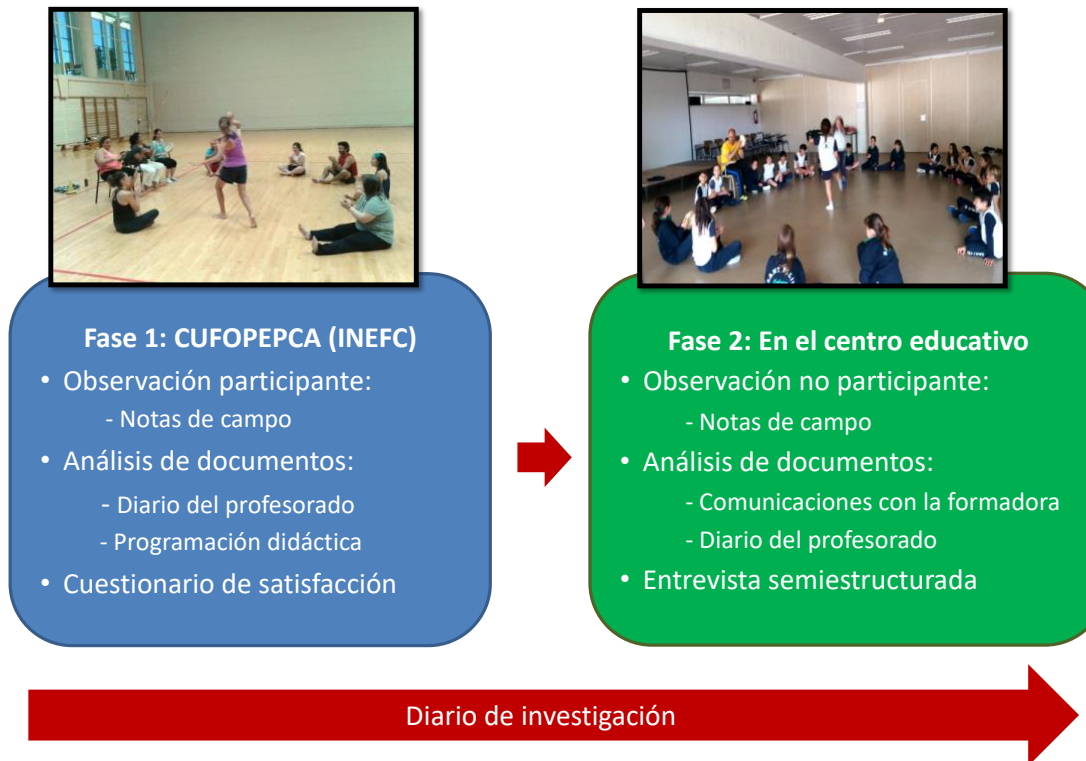 Fase 1: CUFOPEPCA (INEFC)
• Observación participante:
- Notas de campo
• Análisis de documentos:
- Diario del profesorado
- Programación didáctica
• Cuestionario de satisfacción
Fase 2: En el centro educativo
• Observación no participante:
- Notas de campo
• Análisis de documentos:
- Comunicaciones con la formadora
- Diario del profesorado
• Entrevista semiestructurada
Diario de investigación